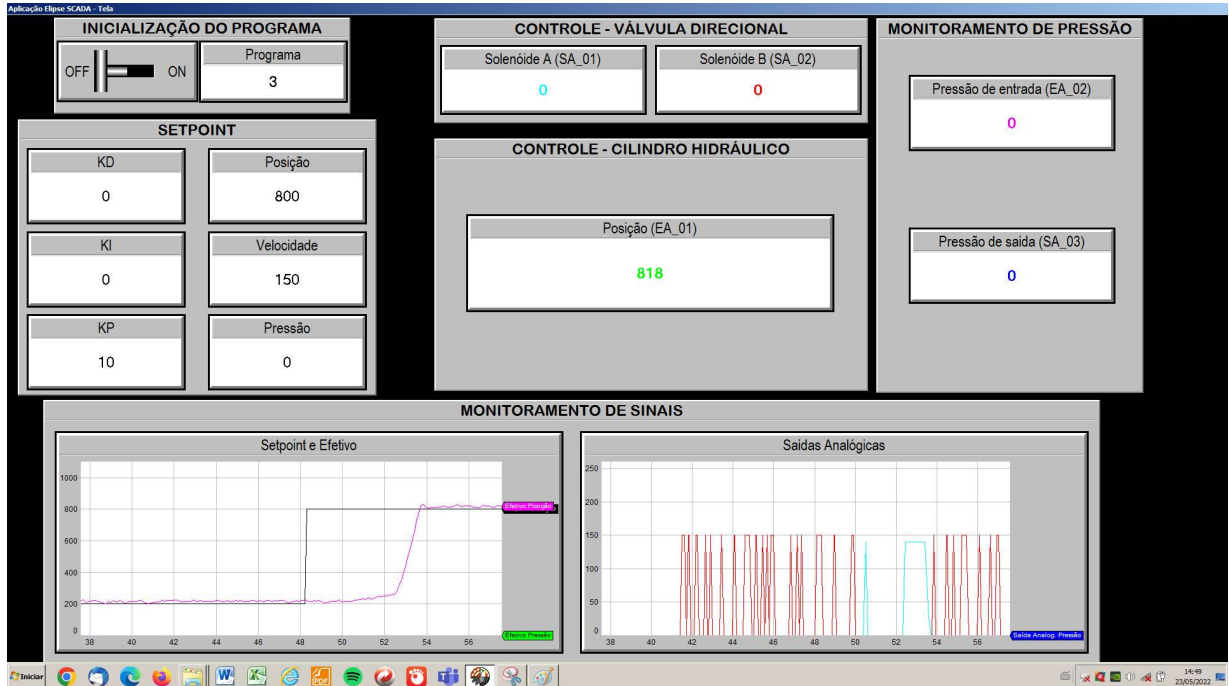 Aplicação Elipse SCADA - Tela
INICIALIZAÇÃO DO PROGRAMA
OFF
ON
Programa
3
SETPOINT
KD
0
Posição
800
KI
0
Velocidade
150
KP
10
Pressão
0
CONTROLE - VÁLVULA DIRECIONAL
Solenóide A (SA_01)
0
Solenóide B (SA_02)
0
CONTROLE - CILINDRO HIDRÁULICO
Posição (EA_01)
818
MONITORAMENTO DE PRESSÃO
Pressão de entrada (EA_02)
0
Pressão de saída (SA_03)
0
MONITORAMENTO DE SINAIS
Setpoint e Efetivo
1000
800
600
400
200
0
38 40 42 44 46 48 50 52 54 56
Efetivo Posição
Efetivo Pressão
Saídas Analógicas
250
200
150
100
50
0
38 40 42 44 46 48 50 52 54 56
Saída Analog. Pressão
Iniciar
PDF
14:49
23/05/2022